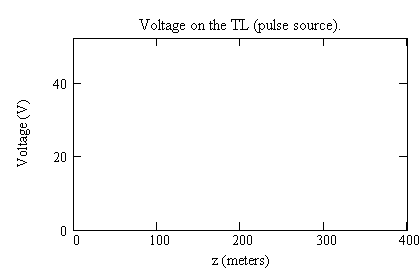 Voltage on the TL (pulse source).
Voltage (V)
40
20
0
0 100 200 300 400
z (meters)